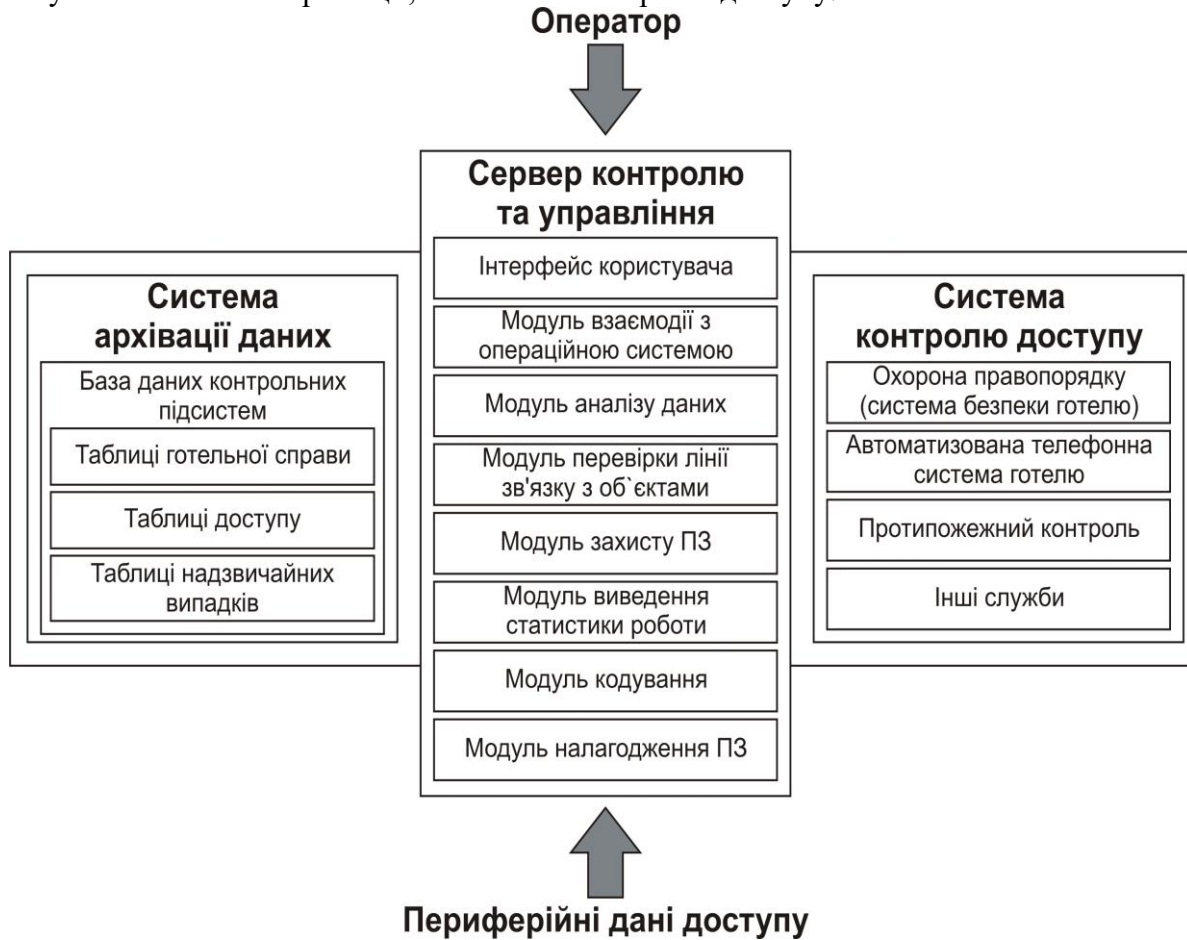 Оператор
Сервер контролю
та управління
Інтерфейс користувача
Модуль взаємодії з
операційною системою
Модуль аналізу даних
Модуль перевірки лінії
зв'язку з об`єктами
Модуль захисту ПЗ
Модуль виведення
статистики роботи
Модуль кодування
Модуль налагодження ПЗ
Система
архівації даних
База даних контрольних
підсистем
Таблиці готельної справи
Таблиці доступу
Таблиці надзвичайних
випадків
Система
контролю доступу
Охорона правопорядку
(система безпеки готелю)
Автоматизована телефонна
система готелю
Протипожежний контроль
Інші служби
Периферійні дані доступу